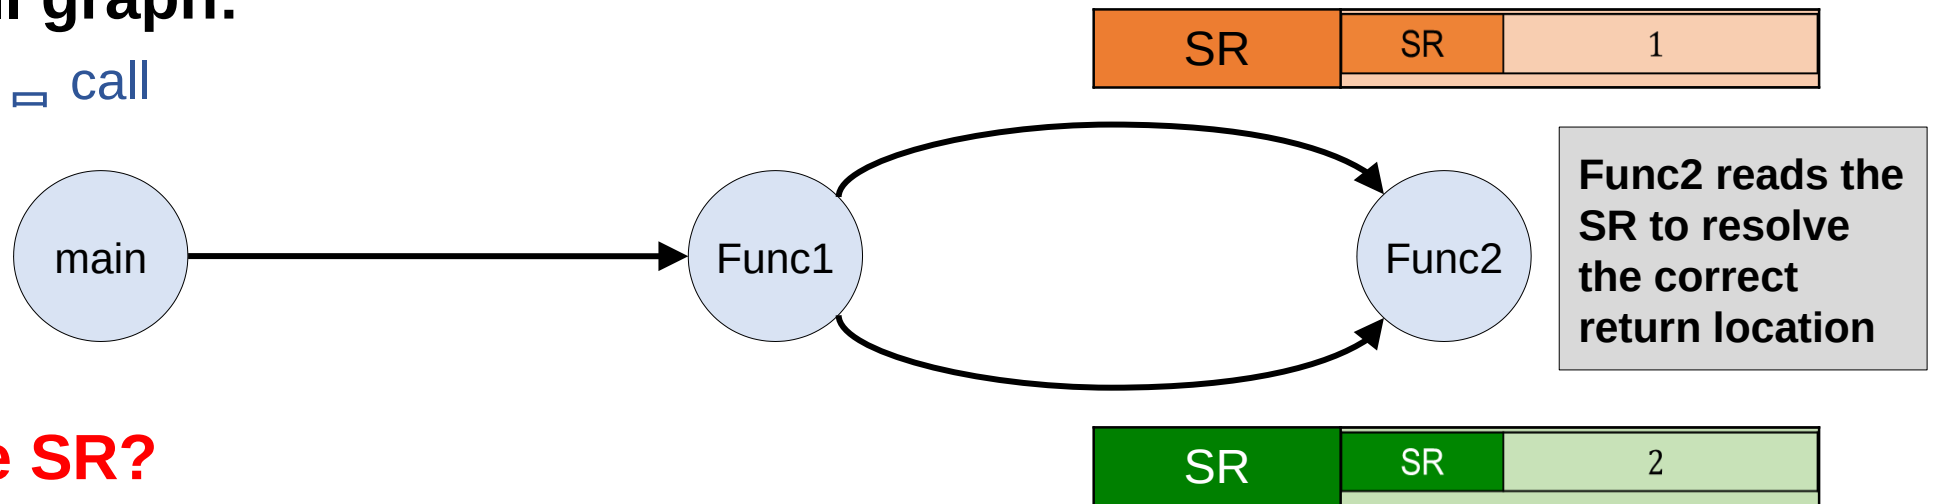 graph:
call
SR SR 1
main
Func1
Func2
Func2 reads the
SR to resolve
the correct
return location
SR?
SR SR 2